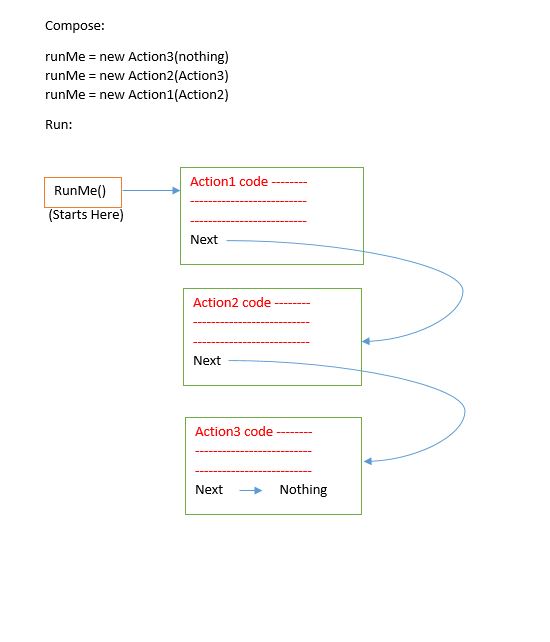 Compose:
runMe = new Action3(nothing)
runMe = new Action2(Action3)
runMe = new Action1(Action2)
Run:
RunMe()
(Starts Here)
Action1 code --------
--------------------------
--------------------------
Next
Action2 code --------
--------------------------
--------------------------
Next
Action3 code --------
--------------------------
--------------------------
Next Nothing